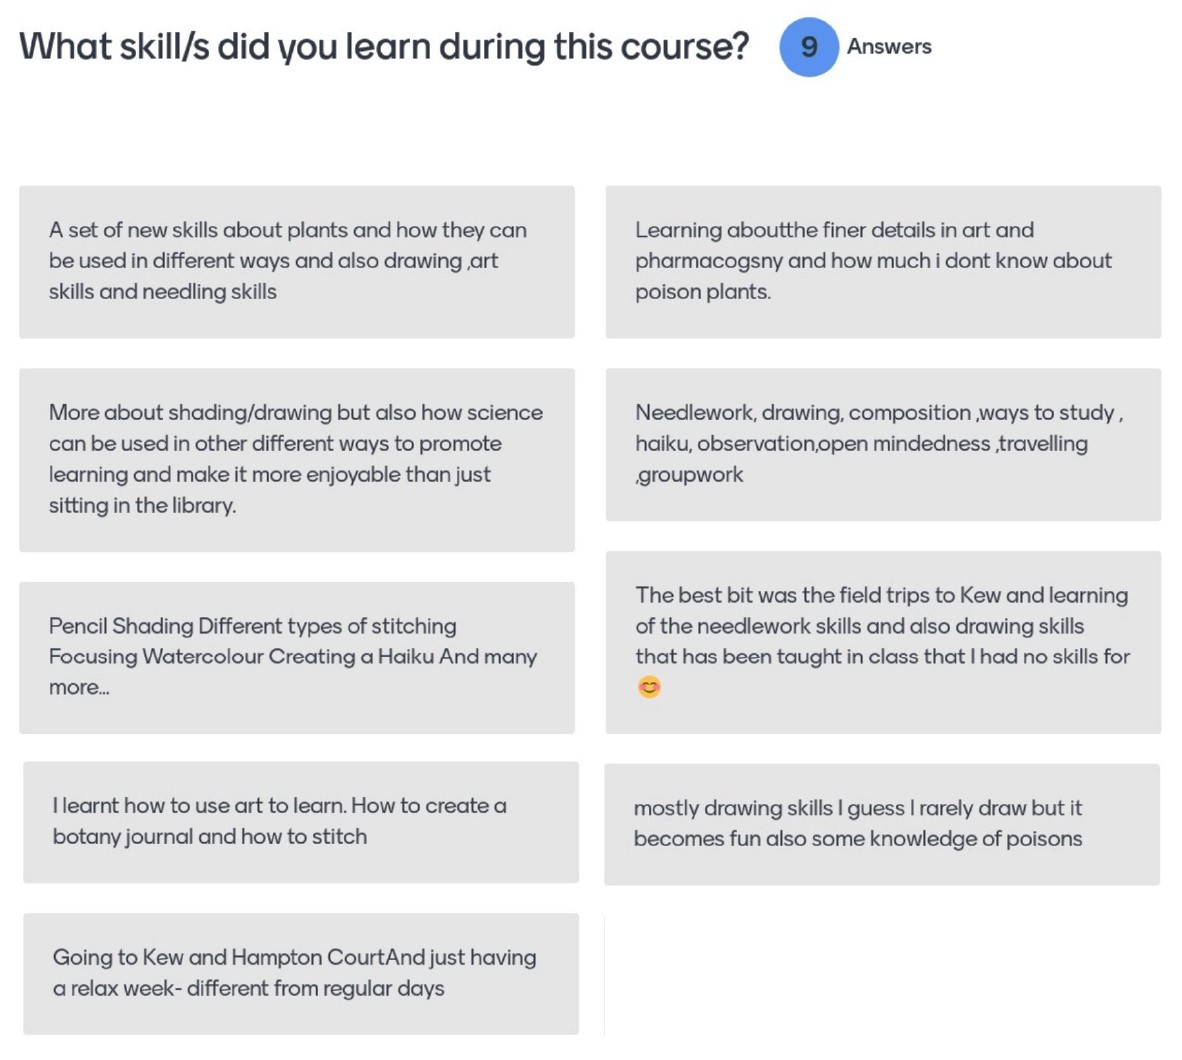 What skill/s did you learn during this course?
9 Answers
A set of new skills about plants and how they can
be used in different ways and also drawing ,art
skills and needling skills
Learning aboutthe finer details in art and
pharmacogsny and how much i dont know about
poison plants.
More about shading/drawing but also how science
can be used in other different ways to promote
learning and make it more enjoyable than just
sitting in the library.
Needlework, drawing, composition ,ways to study ,
haiku, observation,open mindedness ,travelling
,groupwork
Pencil Shading Different types of stitching
Focusing Watercolour Creating a Haiku And many
more...
The best bit was the field trips to Kew and learning
of the needlework skills and also drawing skills
that has been taught in class that I had no skills for
😊
I learnt how to use art to learn. How to create a
botany journal and how to stitch
mostly drawing skills I guess I rarely draw but it
becomes fun also some knowledge of poisons
Going to Kew and Hampton CourtAnd just having
a relax week- different from regular days